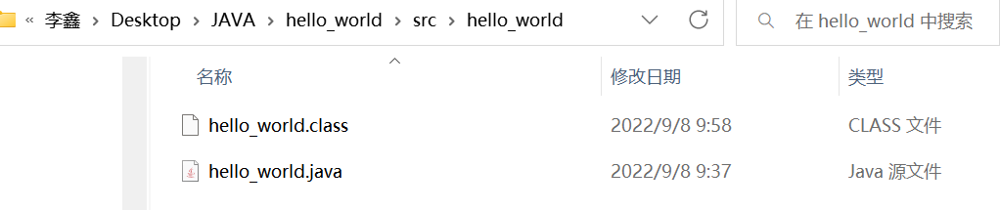 « 李鑫 > Desktop > JAVA > hello_world > src > hello_world 在 hello_world 中搜索
名称 修改日期 类型
hello_world.class 2022/9/8 9:58 CLASS 文件
hello_world.java 2022/9/8 9:37 Java 源文件